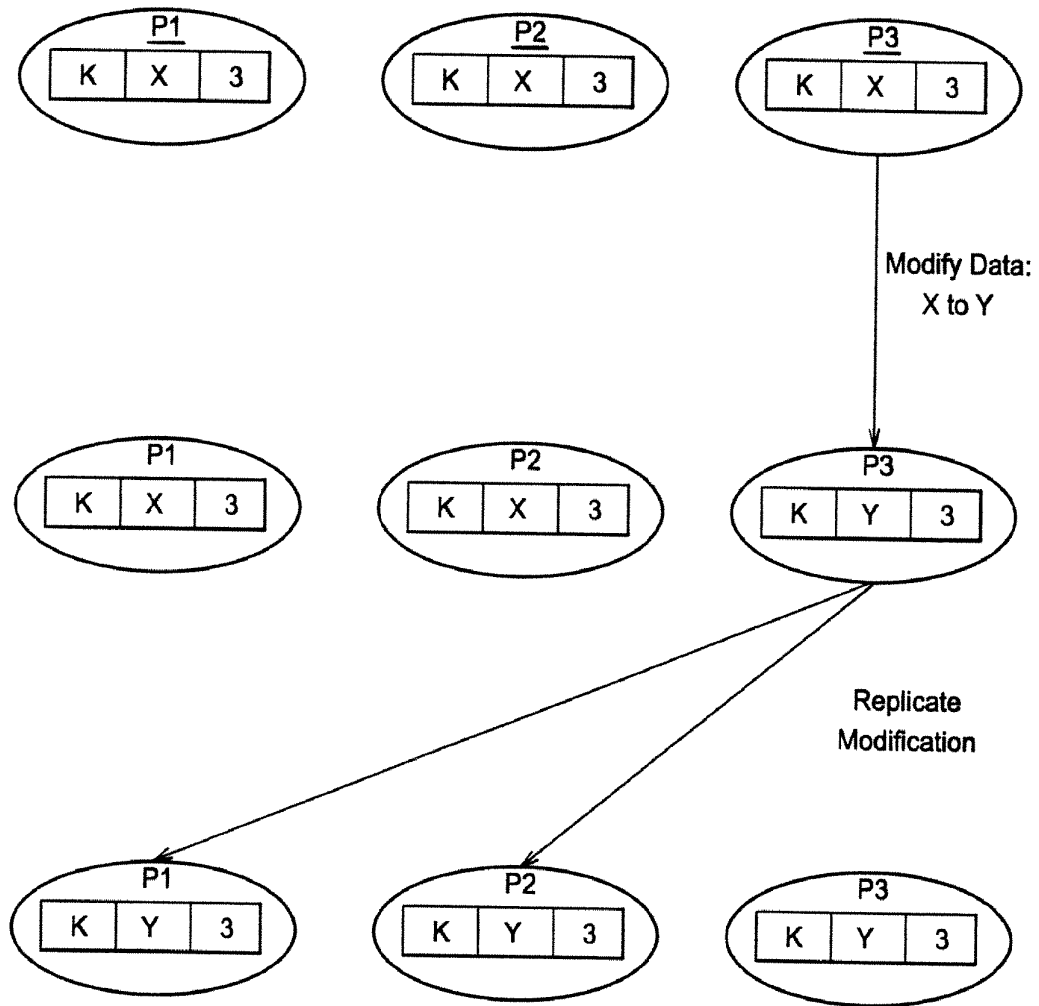 P1 P2 P3
K X 3 K X 3 K X 3
Modify Data:
X to Y
P1 P2 P3
K X 3 K X 3 K Y 3
Replicate
Modification
P1 P2 P3
K Y 3 K Y 3 K Y 3